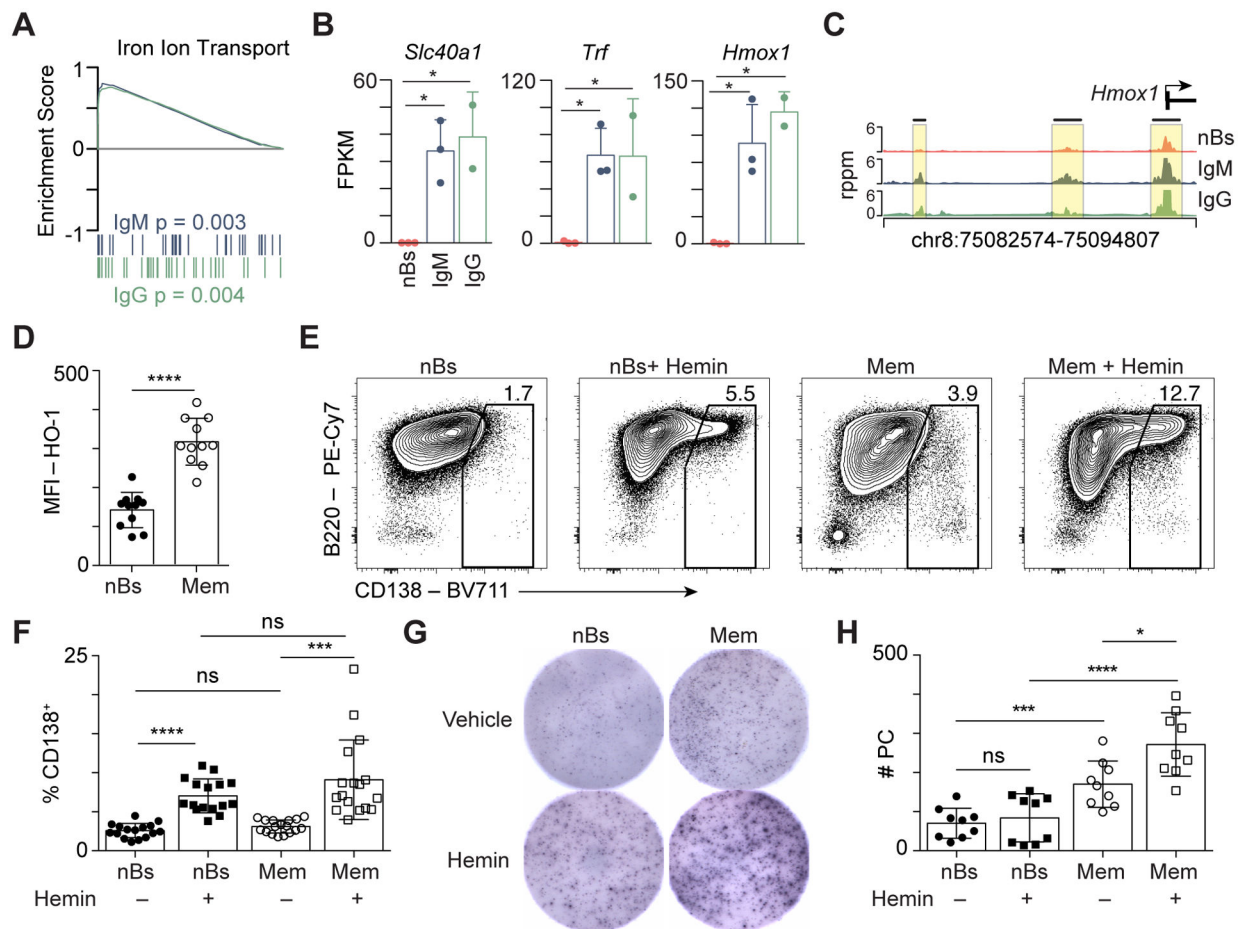 A
Iron Ion Transport
Enrichment Score
1
0
-1
IgM p = 0.003
IgG p = 0.004
B
Slc40a1
Trf
Hmox1
FPKM
60
0
120
0
150
0
*
*
*
*
*
*
nBs
IgM
IgG
C
Hmox1
rppm
6
nBs
6
IgM
6
IgG
0
chr8:75082574-75094807
D
MFI – HO-1
500
0
****
nBs
Mem
E
nBs
nBs+ Hemin
Mem
Mem + Hemin
1.7
5.5
3.9
12.7
B220 – PE-Cy7
CD138 – BV711
F
% CD138+
25
0
ns
***
ns
****
nBs
nBs
Mem
Mem
Hemin
–
+
–
+
G
nBs
Mem
Vehicle
Hemin
H
# PC
500
0
*
****
***
ns
nBs
nBs
Mem
Mem
Hemin
–
+
–
+